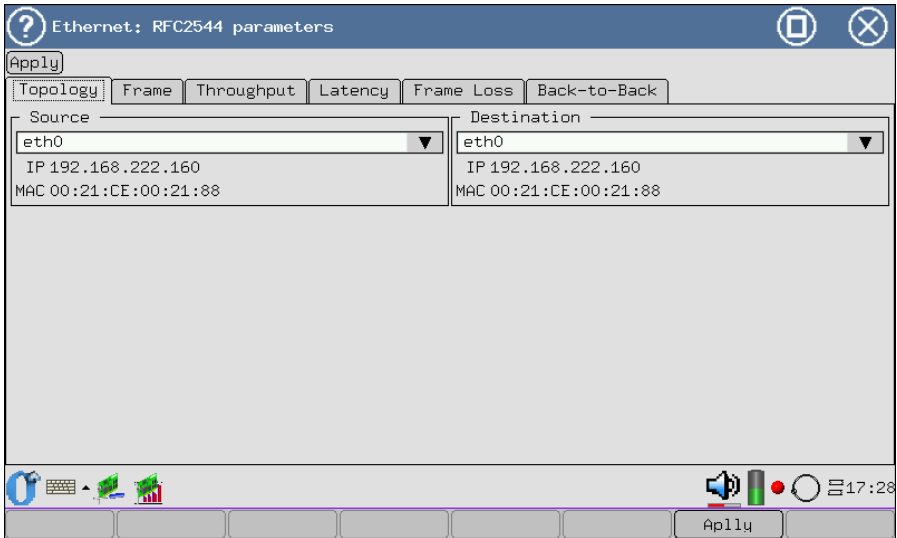 Ethernet: RFC2544 parameters
Apply
Topology Frame Throughput Latency Frame Loss Back-to-Back
Source Destination
eth0 eth0
IP 192.168.222.160 IP 192.168.222.160
MAC 00:21:CE:00:21:88 MAC 00:21:CE:00:21:88
17:28
Aplly